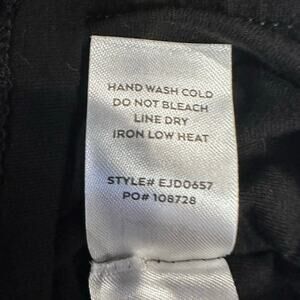 HAND WASH COLD
DO NOT BLEACH
LINE DRY
IRON LOW HEAT
STYLE# EJD0657
PO# 108728